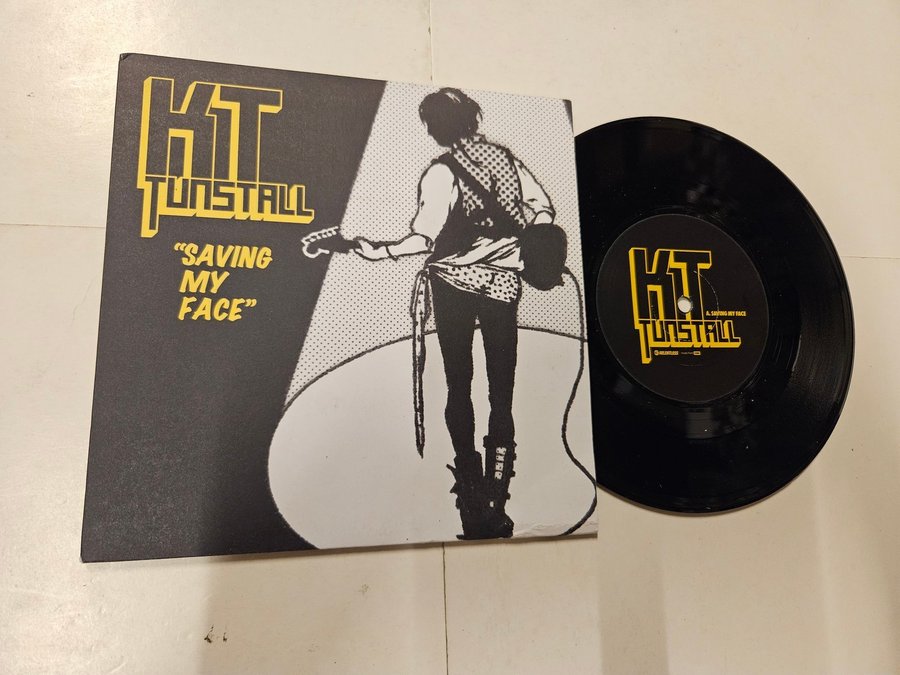 KT
TUNSTALL
“SAVING
MY
FACE”
KT
A. SAVING MY FACE
TUNSTALL
RELENTLESS